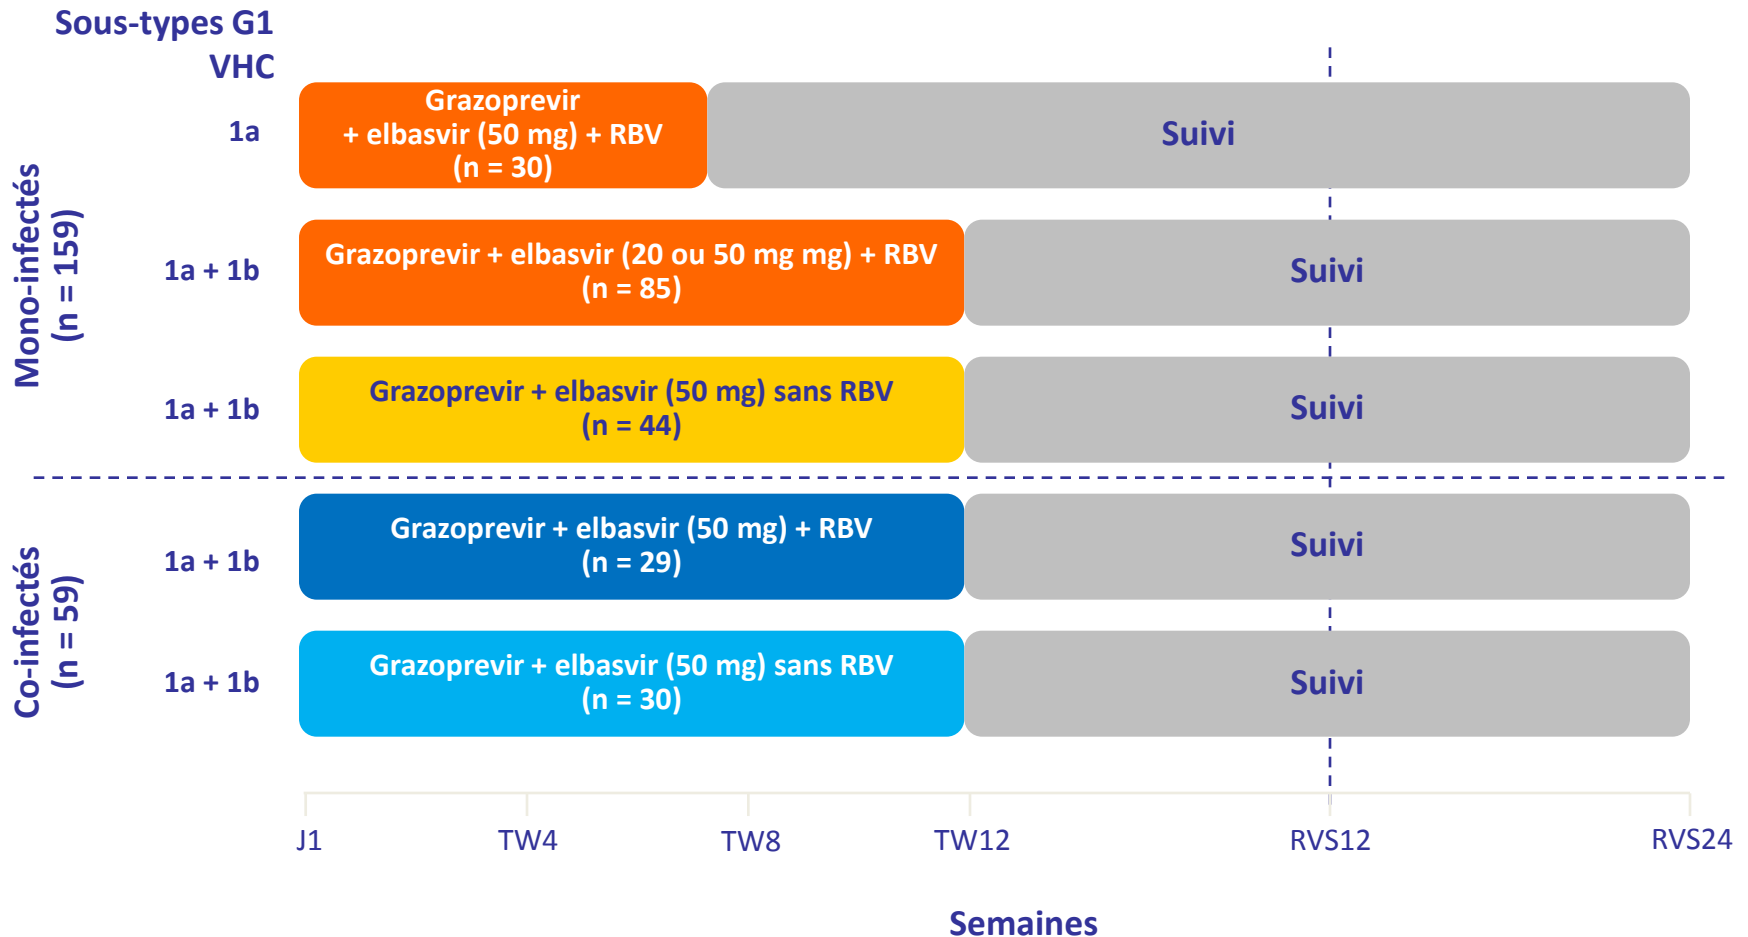 Sous-types G1
VHC
Mono-infectés
(n = 159)
1a
Grazoprevir
+ elbasvir (50 mg) + RBV
(n = 30)
Suivi
1a + 1b
Grazoprevir + elbasvir (20 ou 50 mg mg) + RBV
(n = 85)
Suivi
1a + 1b
Grazoprevir + elbasvir (50 mg) sans RBV
(n = 44)
Suivi
Co-infectés
(n = 59)
1a + 1b
Grazoprevir + elbasvir (50 mg) + RBV
(n = 29)
Suivi
1a + 1b
Grazoprevir + elbasvir (50 mg) sans RBV
(n = 30)
Suivi
J1 TW4 TW8 TW12 RVS12 RVS24
Semaines